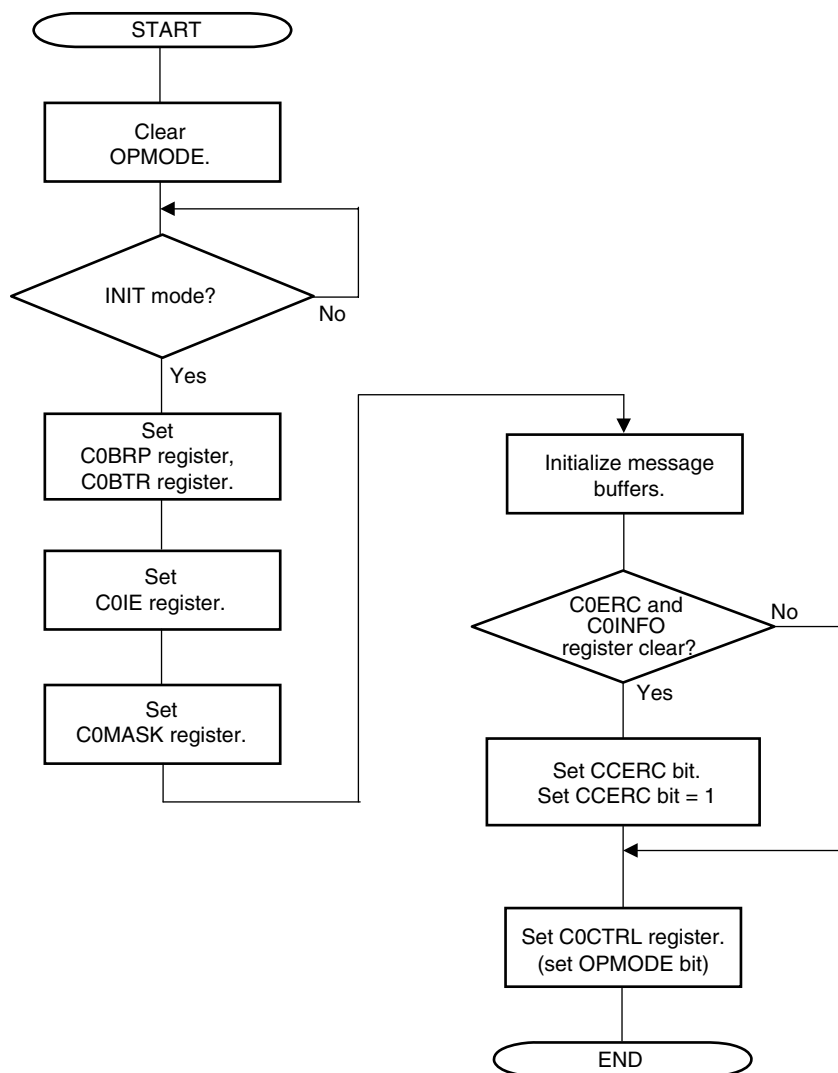 START
Clear
OPMODE.
INIT mode?
No
Yes
Set
C0BRP register,
C0BTR register.
Set
C0IE register.
Set
C0MASK register.
Initialize message
buffers.
C0ERC and
C0INFO
register clear?
No
Yes
Set CCERC bit.
Set CCERC bit = 1
Set C0CTRL register.
(set OPMODE bit)
END